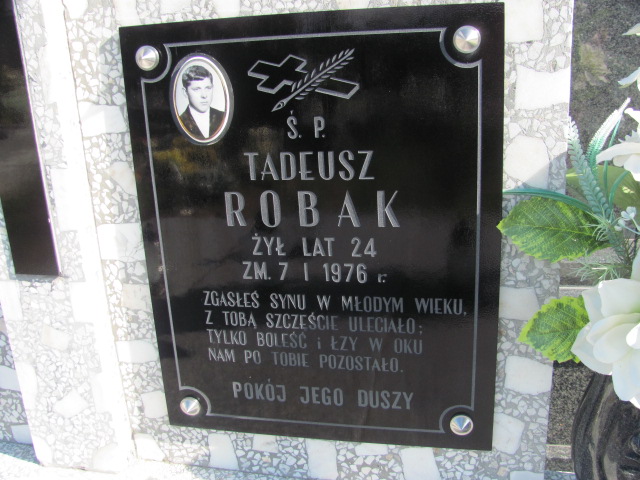 Ś. P.
TADEUSZ
ROBAK
ŻYŁ LAT 24
ZM. 7 I 1976 r.
ZGASŁEŚ SYNU W MŁODYM WIEKU,
Z TOBĄ SZCZĘŚCIE ULECIAŁO;
TYLKO BOLEŚĆ i ŁZY W OKU
NAM PO TOBIE POZOSTAŁO.
POKÓJ JEGO DUSZY